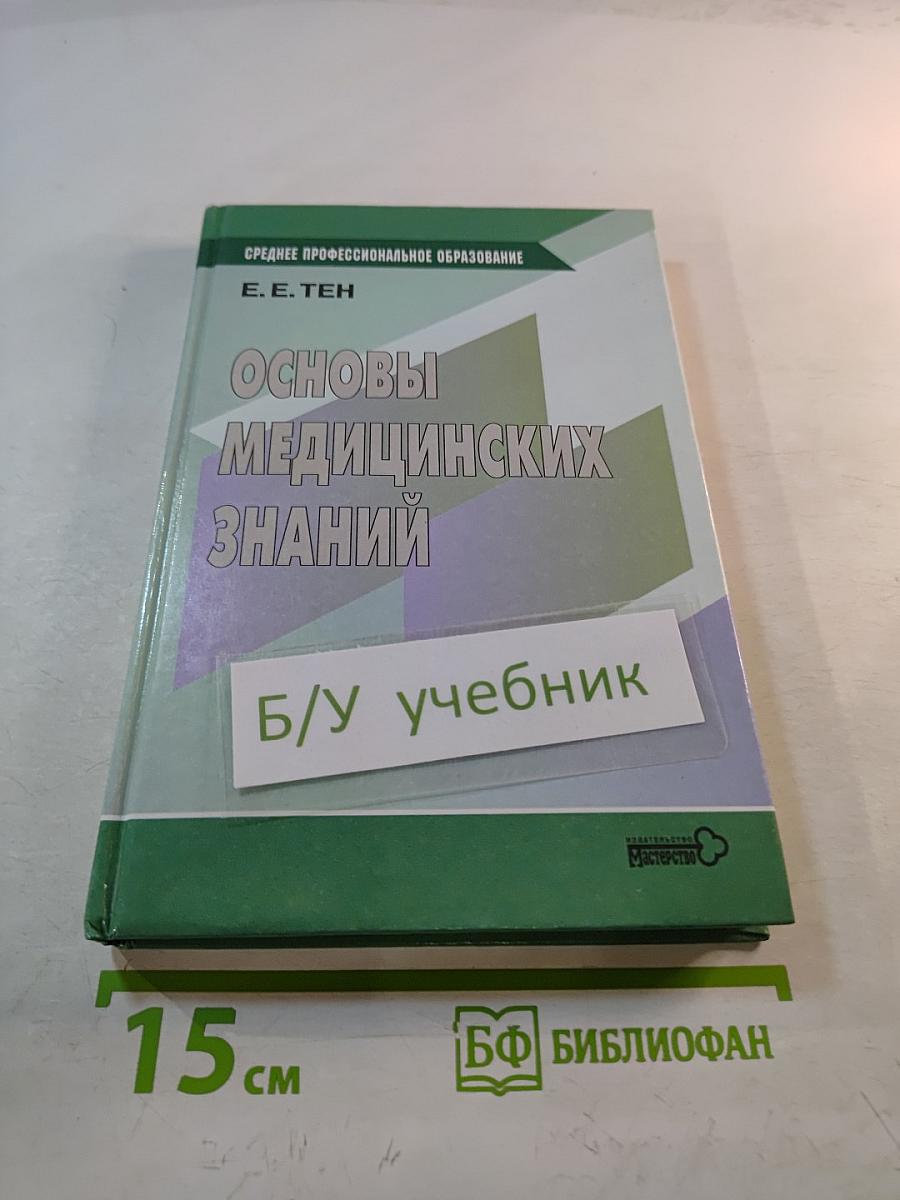 СРЕДНЕЕ ПРОФЕССИОНАЛЬНОЕ ОБРАЗОВАНИЕ
Е. Е. ТЕН
ОСНОВЫ
МЕДИЦИНСКИХ
ЗНАНИЙ
Б/У учебник
ИЗДАТЕЛЬСТВО
Мастерство
15 см
БФ БИБЛИОФАН